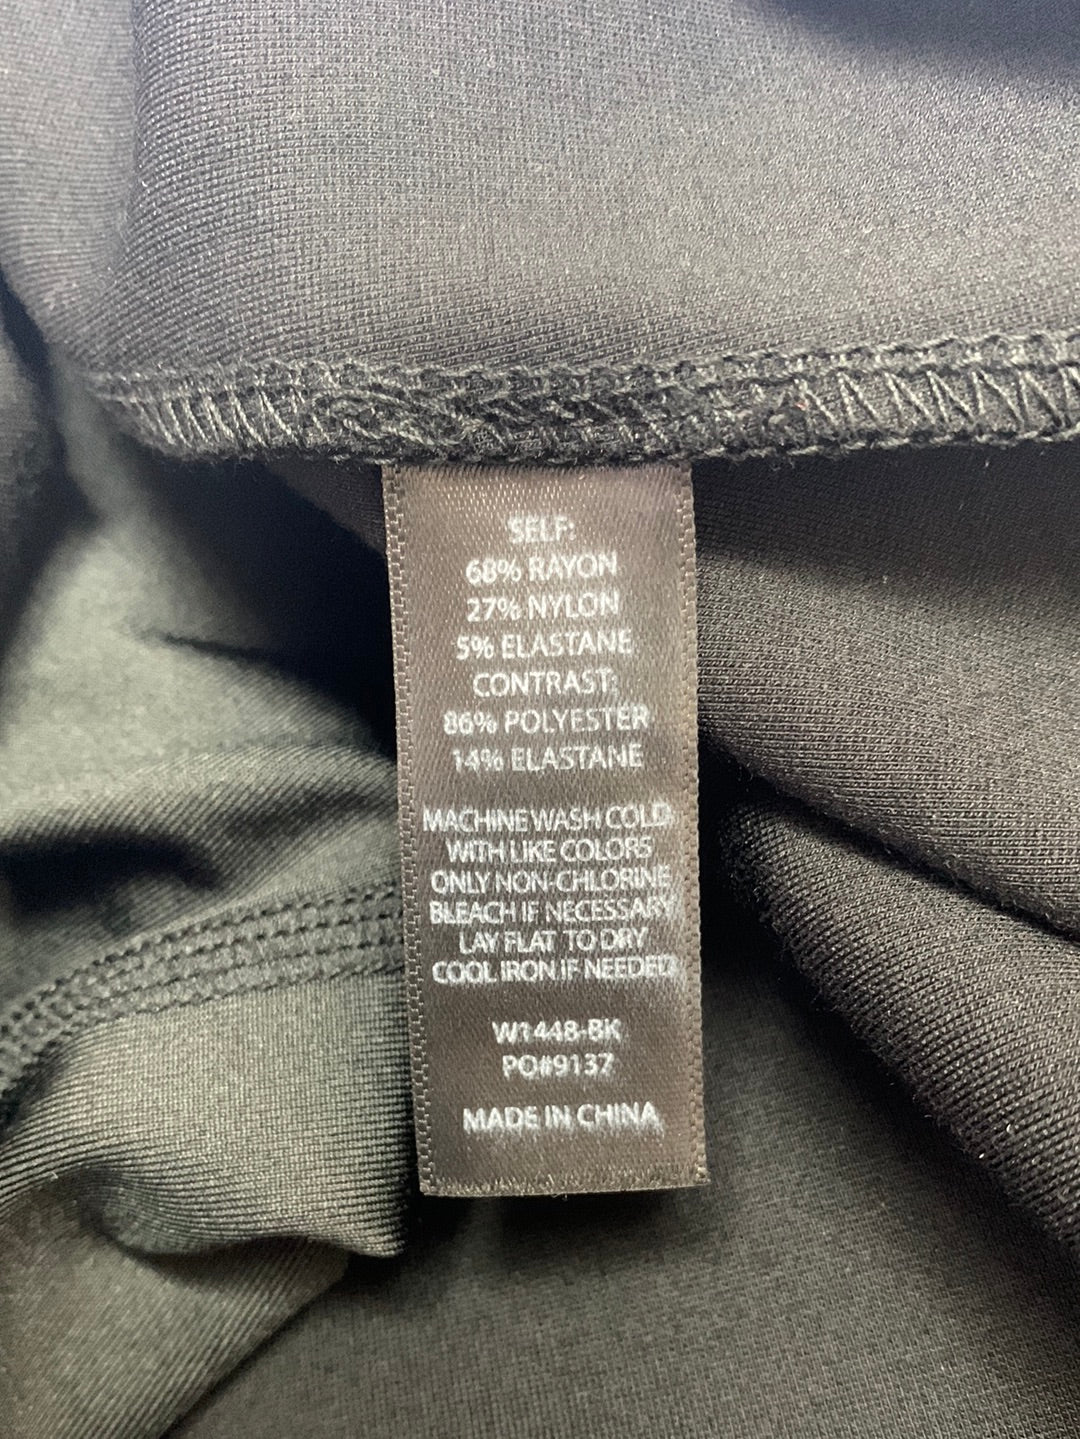 SELF:
68% RAYON
27% NYLON
5% ELASTANE
CONTRAST:
86% POLYESTER
14% ELASTANE
MACHINE WASH COLD
WITH LIKE COLORS
ONLY NON-CHLORINE
BLEACH IF NECESSARY
LAY FLAT TO DRY
COOL IRON IF NEEDED
W1448-BK
PO#9137
MADE IN CHINA